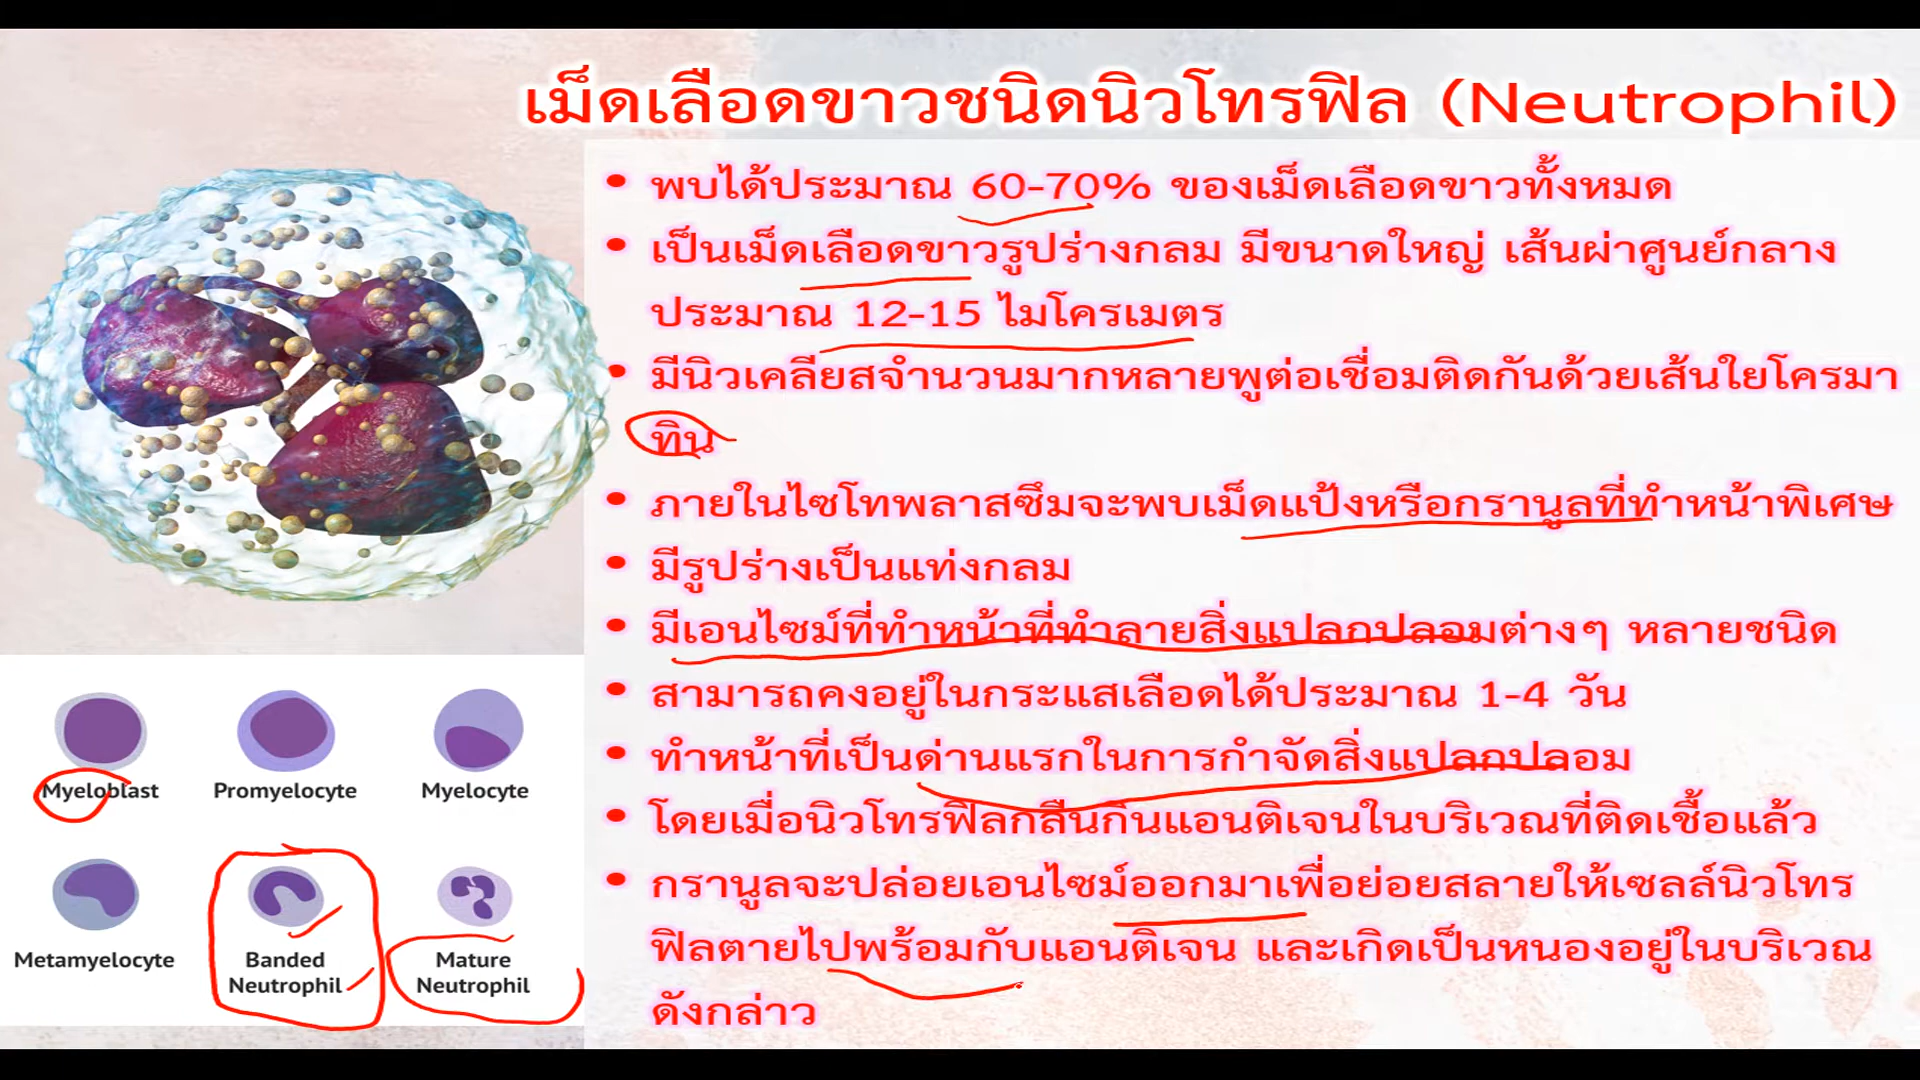 เม็ดเลือดขาวชนิดนิวโทรฟิล (Neutrophil)
• พบได้ประมาณ 60-70% ของเม็ดเลือดขาวทั้งหมด
• เป็นเม็ดเลือดขาวรูปร่างกลม มีขนาดใหญ่ เส้นผ่าศูนย์กลาง
ประมาณ 12-15 ไมโครเมตร
• มีนิวเคลียสจำนวนมากหลายพูต่อเชื่อมติดกันด้วยเส้นใยโครมา
ทิน
• ภายในไซโทพลาสซึมจะพบเม็ดแป้งหรือกรานูลที่ทำหน้าพิเศษ
• มีรูปร่างเป็นแท่งกลม
• มีเอนไซม์ที่ทำหน้าที่ทำลายสิ่งแปลกปลอมต่างๆ หลายชนิด
• สามารถคงอยู่ในกระแสเลือดได้ประมาณ 1-4 วัน
• ทำหน้าที่เป็นด่านแรกในการกำจัดสิ่งแปลกปลอม
• โดยเมื่อนิวโทรฟิลกลืนกินแอนติเจนในบริเวณที่ติดเชื้อแล้ว
• กรานูลจะปล่อยเอนไซม์ออกมาเพื่อย่อยสลายให้เซลล์นิวโทร
ฟิลตายไปพร้อมกับแอนติเจน และเกิดเป็นหนองอยู่ในบริเวณ
ดังกล่าว
Myeloblast
Promyelocyte
Myelocyte
Metamyelocyte
Banded
Neutrophil
Mature
Neutrophil